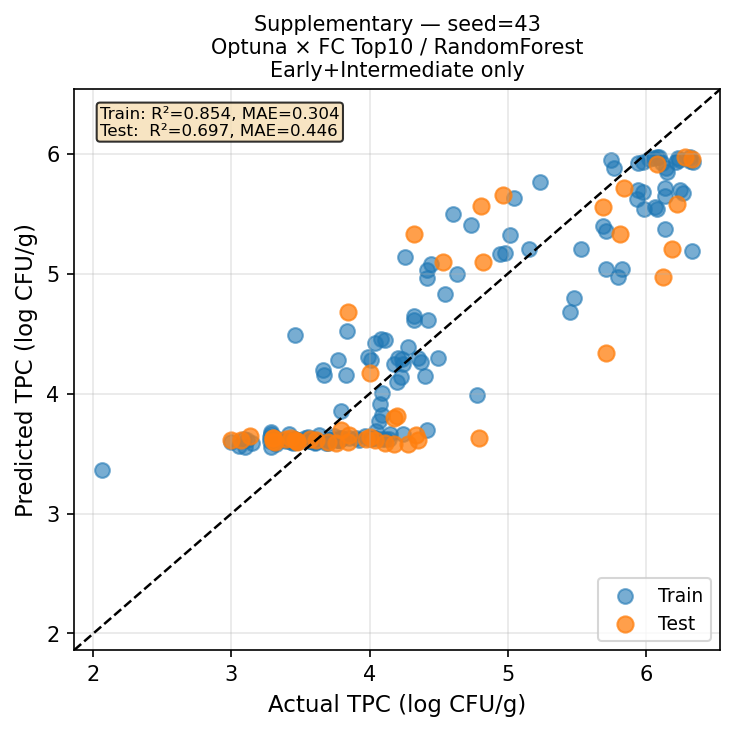 Supplementary — seed=43
Optuna × FC Top10 / RandomForest
Early+Intermediate only
Train: R²=0.854, MAE=0.304
Test:  R²=0.697, MAE=0.446
6
5
4
3
2
Predicted TPC (log CFU/g)
Train
Test
2 3 4 5 6
Actual TPC (log CFU/g)